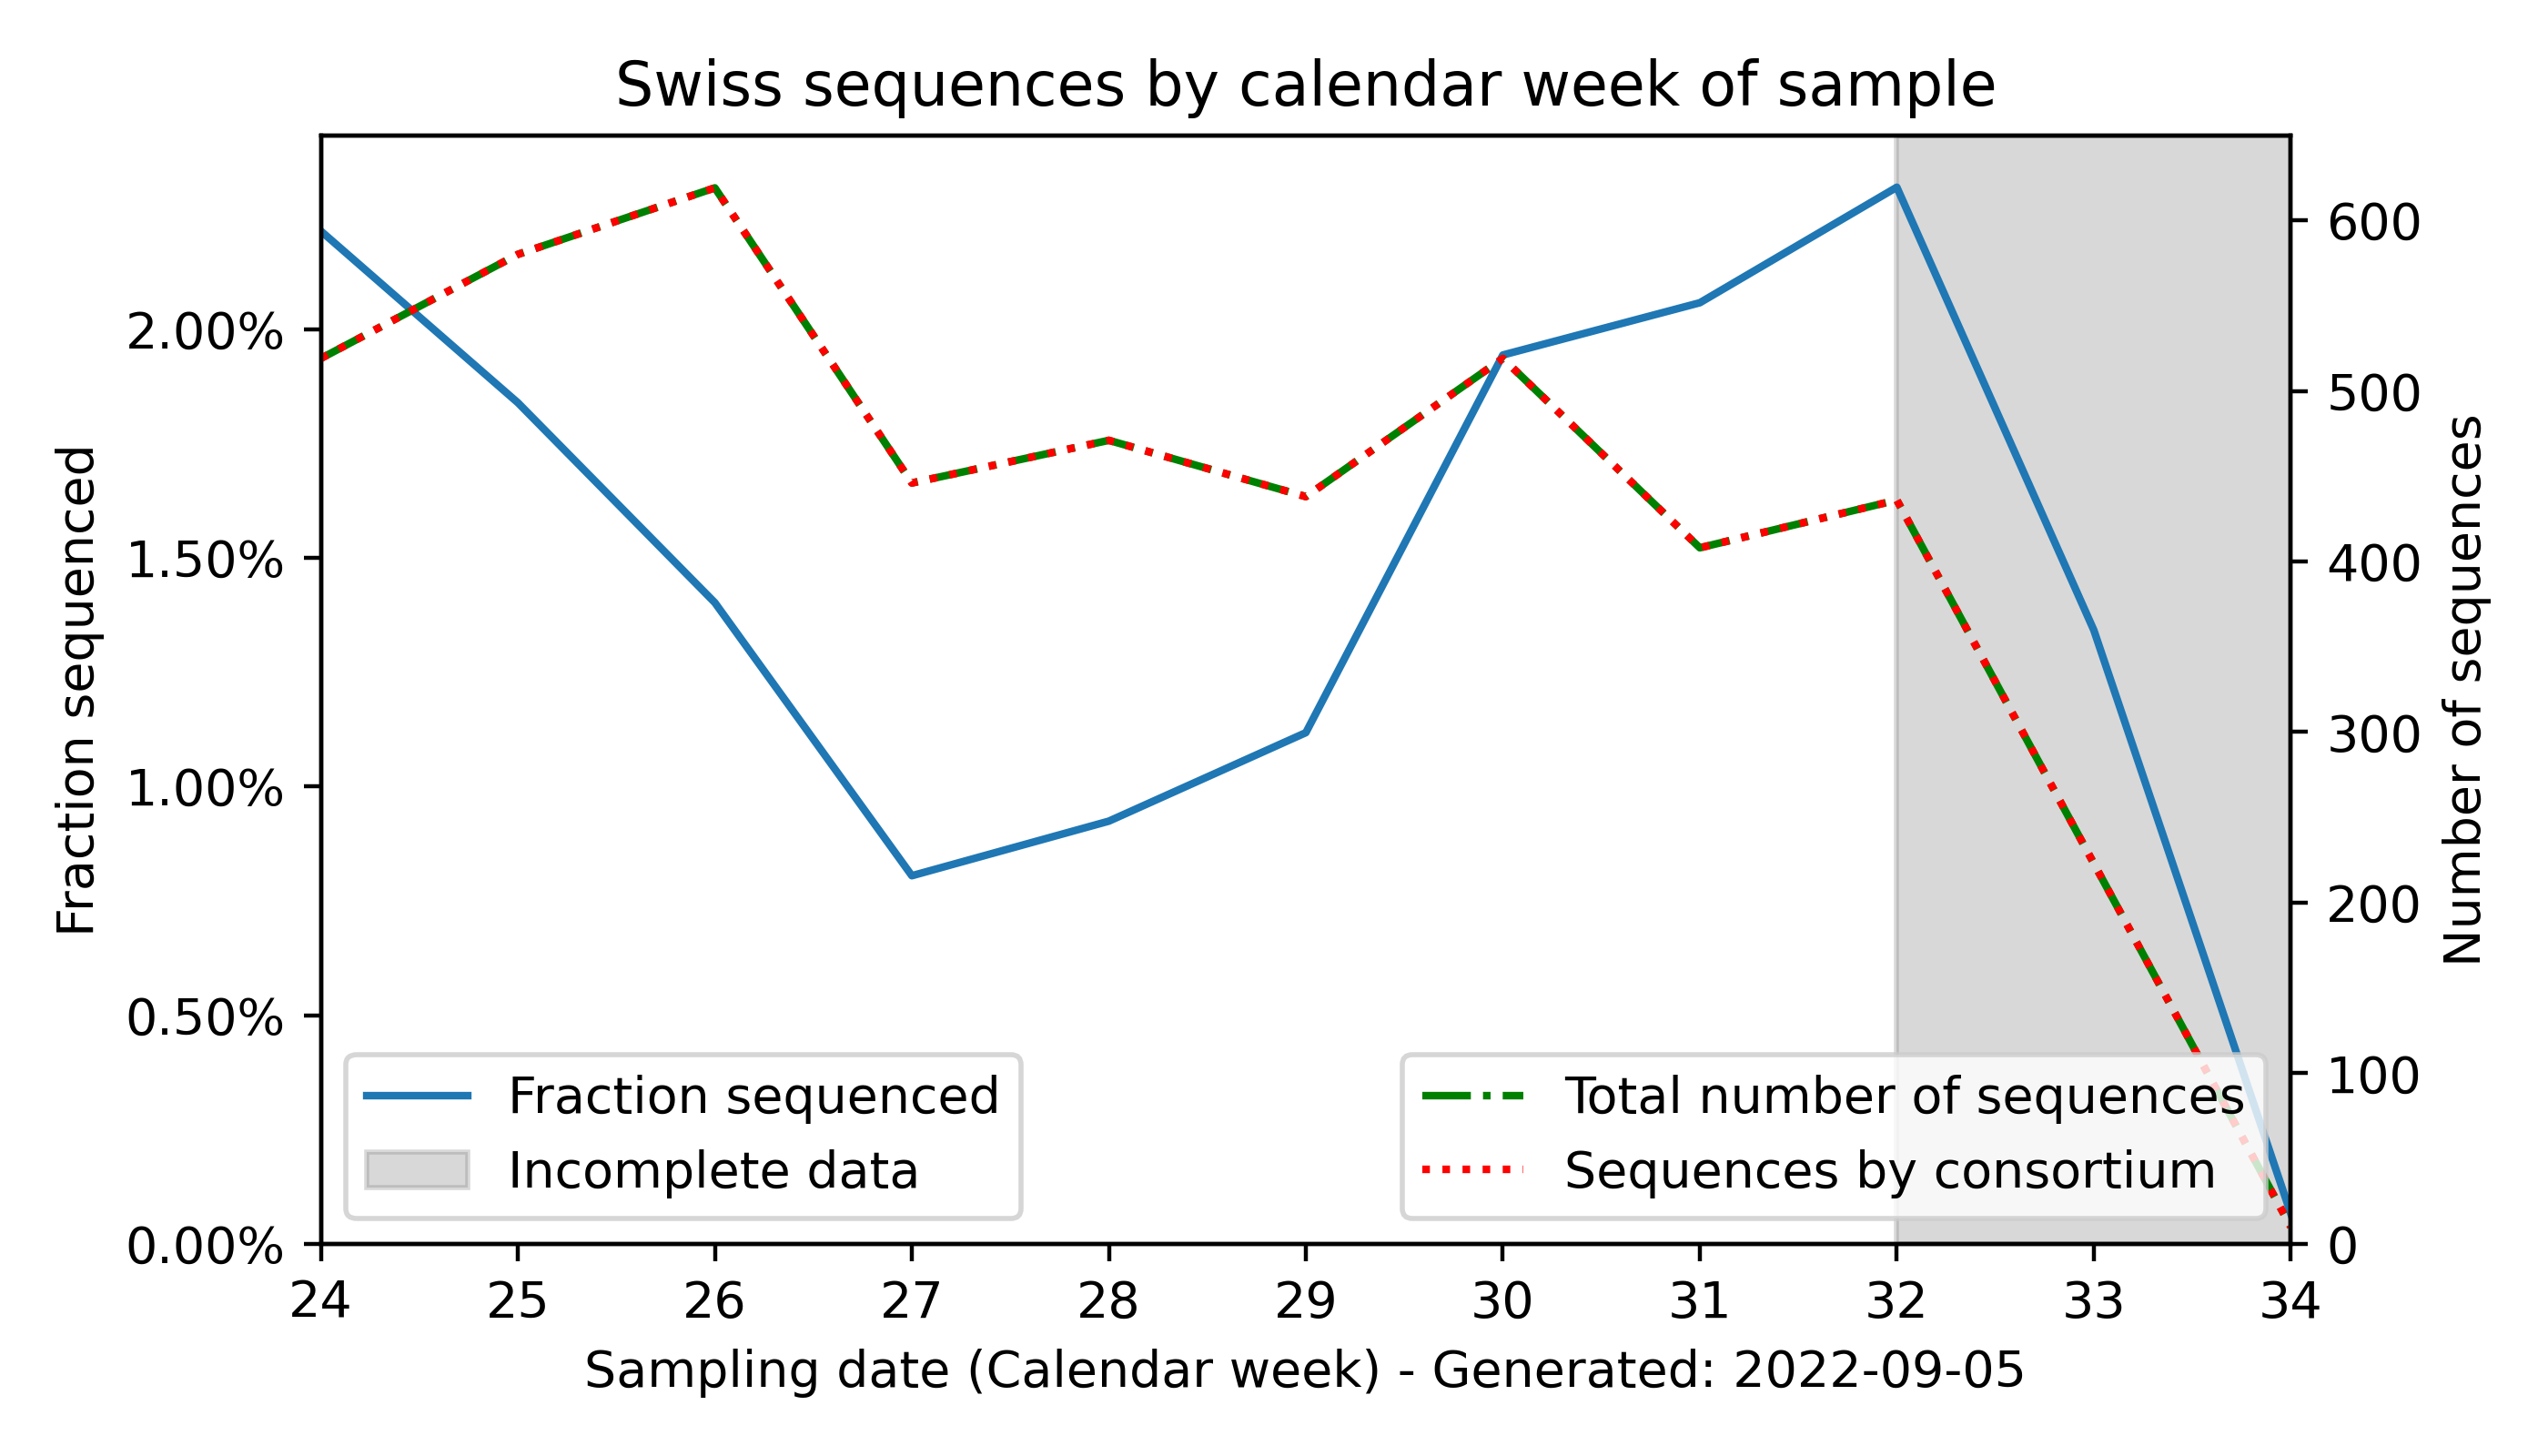 Swiss sequences by calendar week of sample
Fraction sequenced
2.00%
1.50%
1.00%
0.50%
0.00%
600
500
400
300
200
100
0
Number of sequences
Fraction sequenced
Incomplete data
Total number of sequences
Sequences by consortium
24 25 26 27 28 29 30 31 32 33 34
Sampling date (Calendar week) - Generated: 2022-09-05